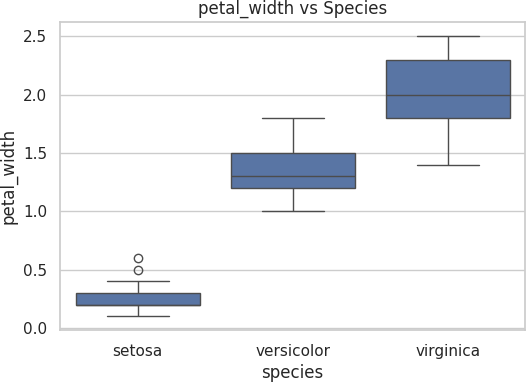 petal_width vs Species
2.5
2.0
1.5
1.0
0.5
0.0
petal_width
setosa
versicolor
virginica
species